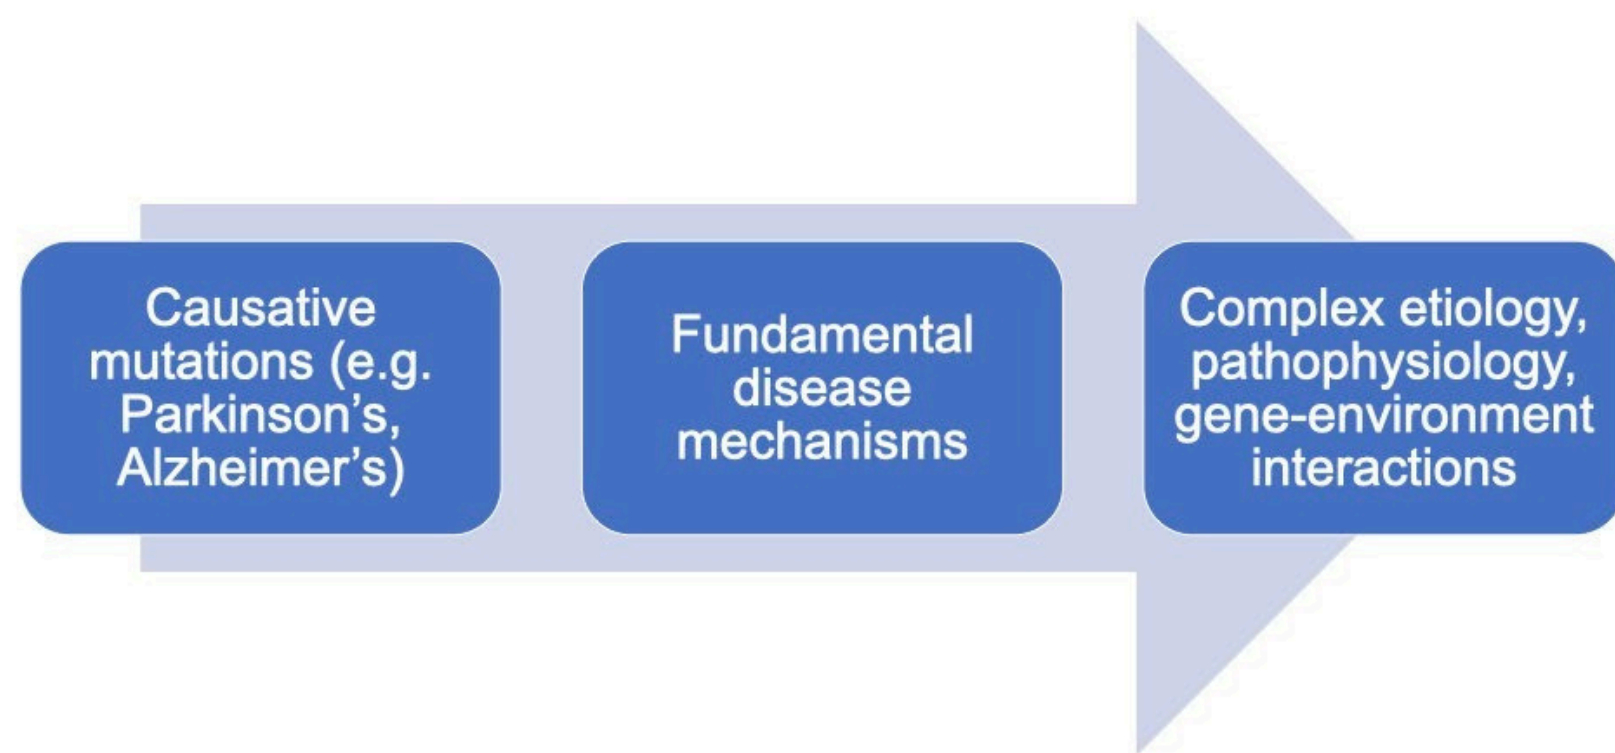 Causative
mutations (e.g.
Parkinson’s,
Alzheimer’s)
Fundamental
disease
mechanisms
Complex etiology,
pathophysiology,
gene-environment
interactions